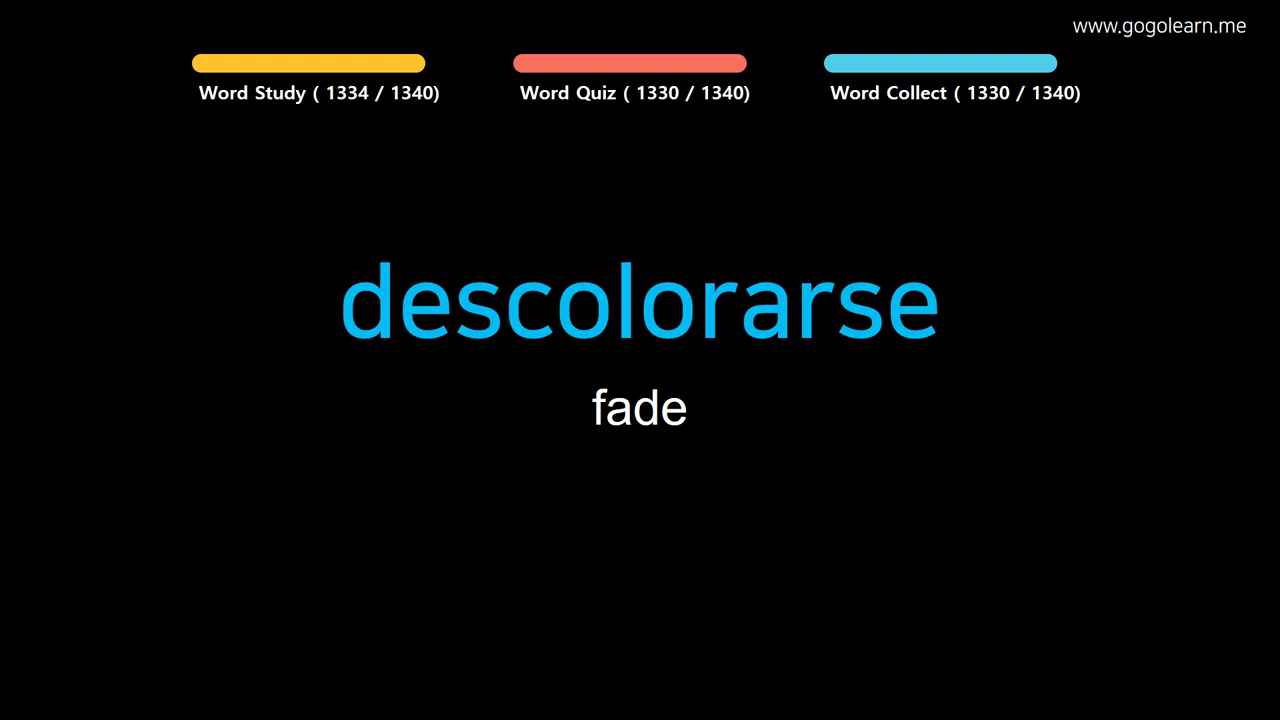 www.gogolearn.me
Word Study ( 1334 / 1340)
Word Quiz ( 1330 / 1340)
Word Collect ( 1330 / 1340)
descolorarse
fade